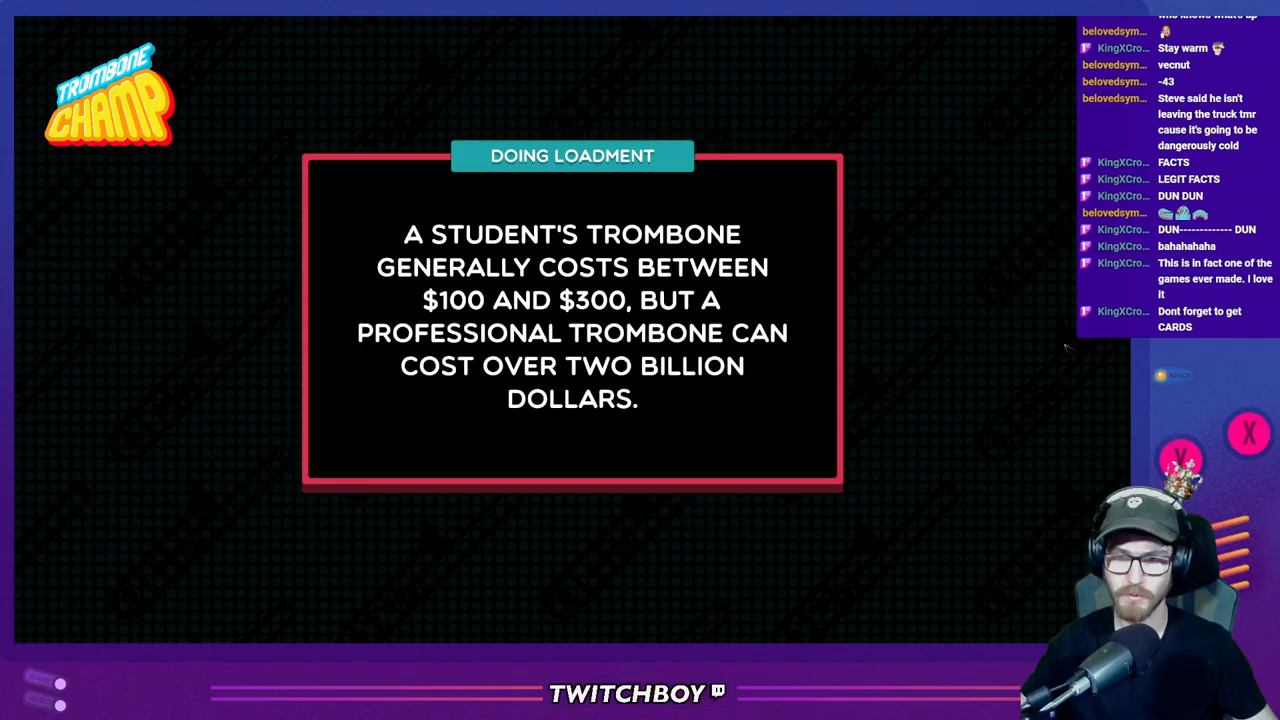 TROMBONE
CHAMP
DOING LOADMENT
A STUDENT'S TROMBONE
GENERALLY COSTS BETWEEN
$100 AND $300, BUT A
PROFESSIONAL TROMBONE CAN
COST OVER TWO BILLION
DOLLARS.
who knows what's up
belovedsym...
KingXCro... Stay warm
belovedsym... vecnut
belovedsym... -43
belovedsym... Steve said he isn't
leaving the truck tmr
cause it's going to be
dangerously cold
KingXCro... FACTS
KingXCro... LEGIT FACTS
KingXCro... DUN DUN
belovedsym...
KingXCro... DUN------------- DUN
KingXCro... bahahahaha
KingXCro... This is in fact one of the
games ever made. I love
it
KingXCro... Dont forget to get
CARDS
X
Y
TWITCHBOY